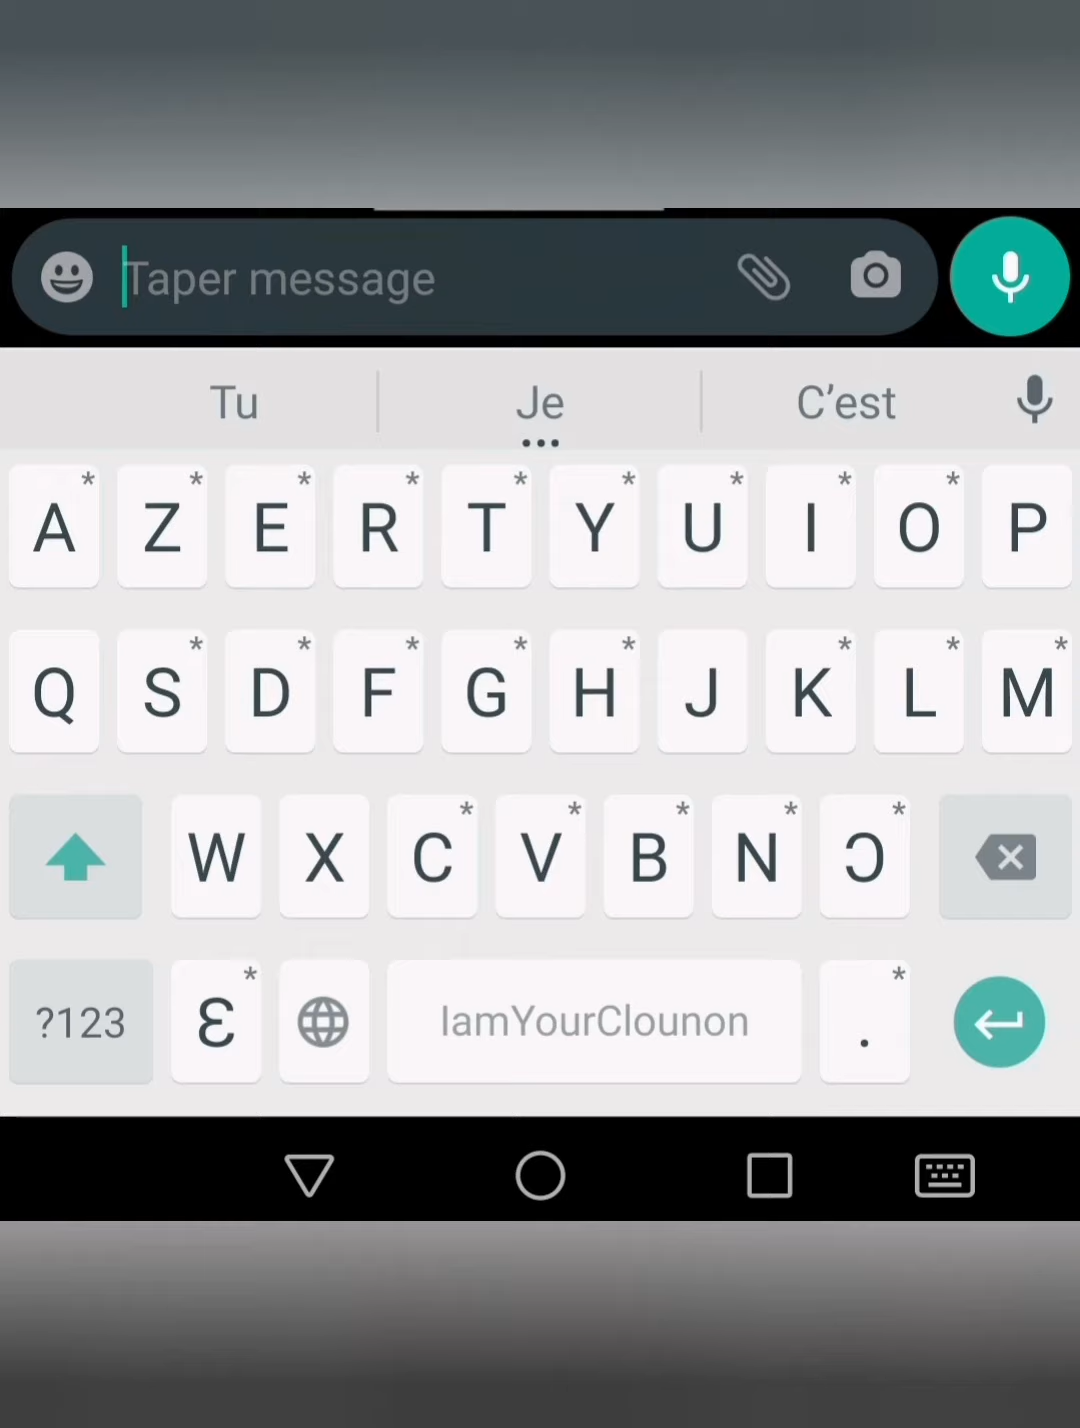 Taper message
Tu Je C’est
A* Z* E* R* T* Y* U* I* O* P
Q S* D* F* G* H* J K* L* M*
W X C* V* B* N* Ɔ*
?123 Ɛ* IamYourClounon .*